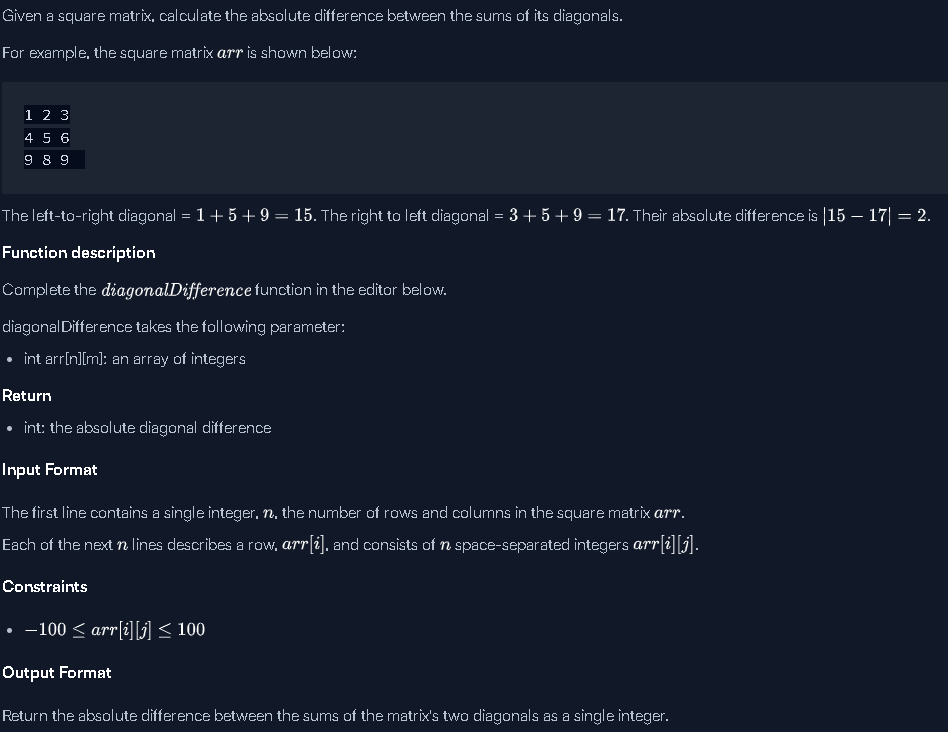 Given a square matrix, calculate the absolute difference between the sums of its diagonals.
For example, the square matrix arr is shown below:
1 2 3
4 5 6
9 8 9
The left-to-right diagonal = 1 + 5 + 9 = 15. The right to left diagonal = 3 + 5 + 9 = 17. Their absolute difference is |15 − 17| = 2.
Function description
Complete the diagonalDifference function in the editor below.
diagonalDifference takes the following parameter:
• int arr[n][m]: an array of integers
Return
• int: the absolute diagonal difference
Input Format
The first line contains a single integer, n, the number of rows and columns in the square matrix arr.
Each of the next n lines describes a row, arr[i], and consists of n space-separated integers arr[i][j].
Constraints
• −100 ≤ arr[i][j] ≤ 100
Output Format
Return the absolute difference between the sums of the matrix's two diagonals as a single integer.